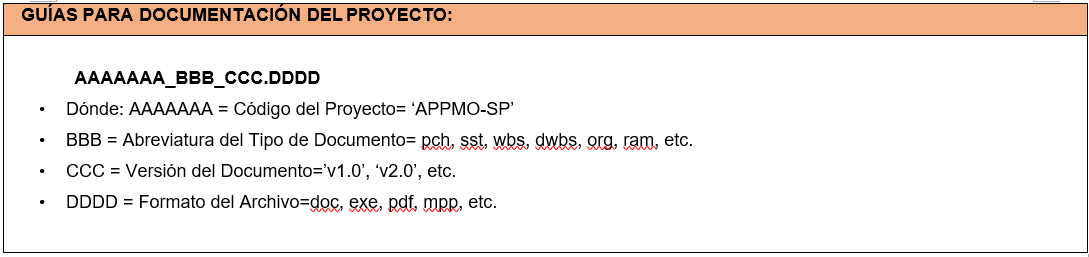 GUÍAS PARA DOCUMENTACIÓN DEL PROYECTO:
AAAAAAA_BBB_CCC.DDDD
• Dónde: AAAAAAA = Código del Proyecto= ‘APPMO-SP’
• BBB = Abreviatura del Tipo de Documento= pch, sst, wbs, dwbs, org, ram, etc.
• CCC = Versión del Documento=’v1.0’, ‘v2.0’, etc.
• DDDD = Formato del Archivo=doc, exe, pdf, mpp, etc.